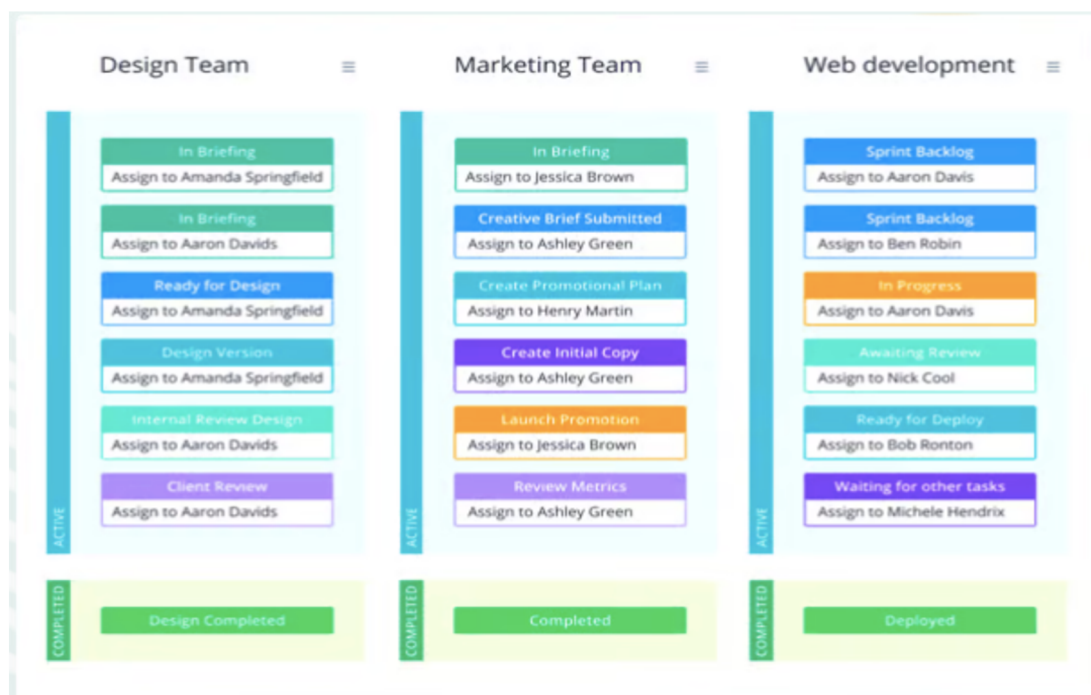 Design Team
In Briefing
Assign to Amanda Springfield
In Briefing
Assign to Aaron Davids
Ready for Design
Assign to Amanda Springfield
Design Version
Assign to Amanda Springfield
Internal Review Design
Assign to Aaron Davids
Client Review
Assign to Aaron Davids
ACTIVE
Design Completed
COMPLETED
Marketing Team
In Briefing
Assign to Jessica Brown
Creative Brief Submitted
Assign to Ashley Green
Create Promotional Plan
Assign to Henry Martin
Create Initial Copy
Assign to Ashley Green
Launch Promotion
Assign to Jessica Brown
Review Metrics
Assign to Ashley Green
ACTIVE
Completed
COMPLETED
Web development
Sprint Backlog
Assign to Aaron Davis
Sprint Backlog
Assign to Ben Robin
In Progress
Assign to Aaron Davis
Awaiting Review
Assign to Nick Cool
Ready for Deploy
Assign to Bob Ronton
Waiting for other tasks
Assign to Michele Hendrix
ACTIVE
Deployed
COMPLETED